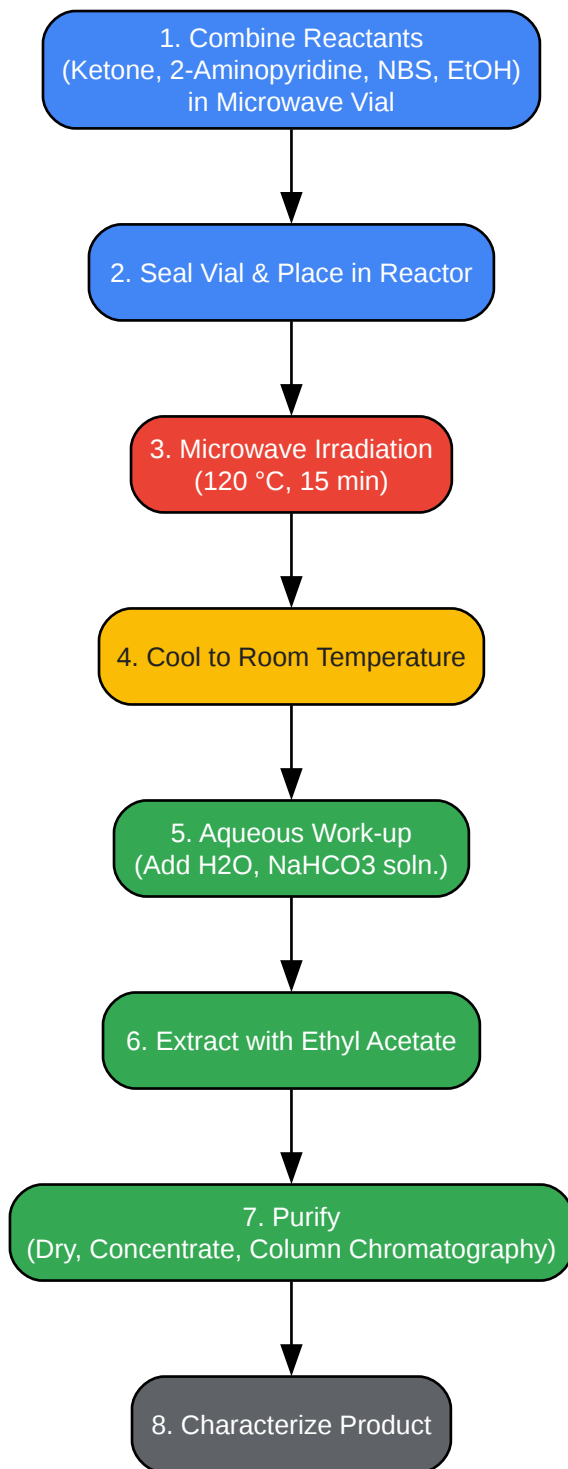 1. Combine Reactants
(Ketone, 2-Aminopyridine, NBS, EtOH)
in Microwave Vial
2. Seal Vial & Place in Reactor
3. Microwave Irradiation
(120 °C, 15 min)
4. Cool to Room Temperature
5. Aqueous Work-up
(Add H2O, NaHCO3 soln.)
6. Extract with Ethyl Acetate
7. Purify
(Dry, Concentrate, Column Chromatography)
8. Characterize Product